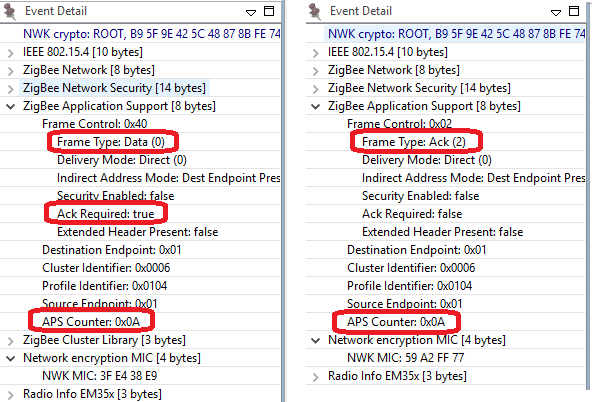 Event Detail
NWK crypto: ROOT, B9 5F 9E 42 5C 48 87 8B FE 74
IEEE 802.15.4 [10 bytes]
ZigBee Network [8 bytes]
ZigBee Network Security [14 bytes]
ZigBee Application Support [8 bytes]
Frame Control: 0x40
Frame Type: Data (0)
Delivery Mode: Direct (0)
Indirect Address Mode: Dest Endpoint Pres
Security Enabled: false
Ack Required: true
Extended Header Present: false
Destination Endpoint: 0x01
Cluster Identifier: 0x0006
Profile Identifier: 0x0104
Source Endpoint: 0x01
APS Counter: 0x0A
ZigBee Cluster Library [3 bytes]
Network encryption MIC [4 bytes]
NWK MIC: 3F E4 38 E9
Radio Info EM35x [3 bytes]
Event Detail
NWK crypto: ROOT, B9 5F 9E 42 5C 48 87 8B FE 74
IEEE 802.15.4 [10 bytes]
ZigBee Network [8 bytes]
ZigBee Network Security [14 bytes]
ZigBee Application Support [8 bytes]
Frame Control: 0x02
Frame Type: Ack (2)
Delivery Mode: Direct (0)
Indirect Address Mode: Dest Endpoint Pres
Security Enabled: false
Ack Required: false
Extended Header Present: false
Destination Endpoint: 0x01
Cluster Identifier: 0x0006
Profile Identifier: 0x0104
Source Endpoint: 0x01
APS Counter: 0x0A
Network encryption MIC [4 bytes]
NWK MIC: 59 A2 FF 77
Radio Info EM35x [3 bytes]